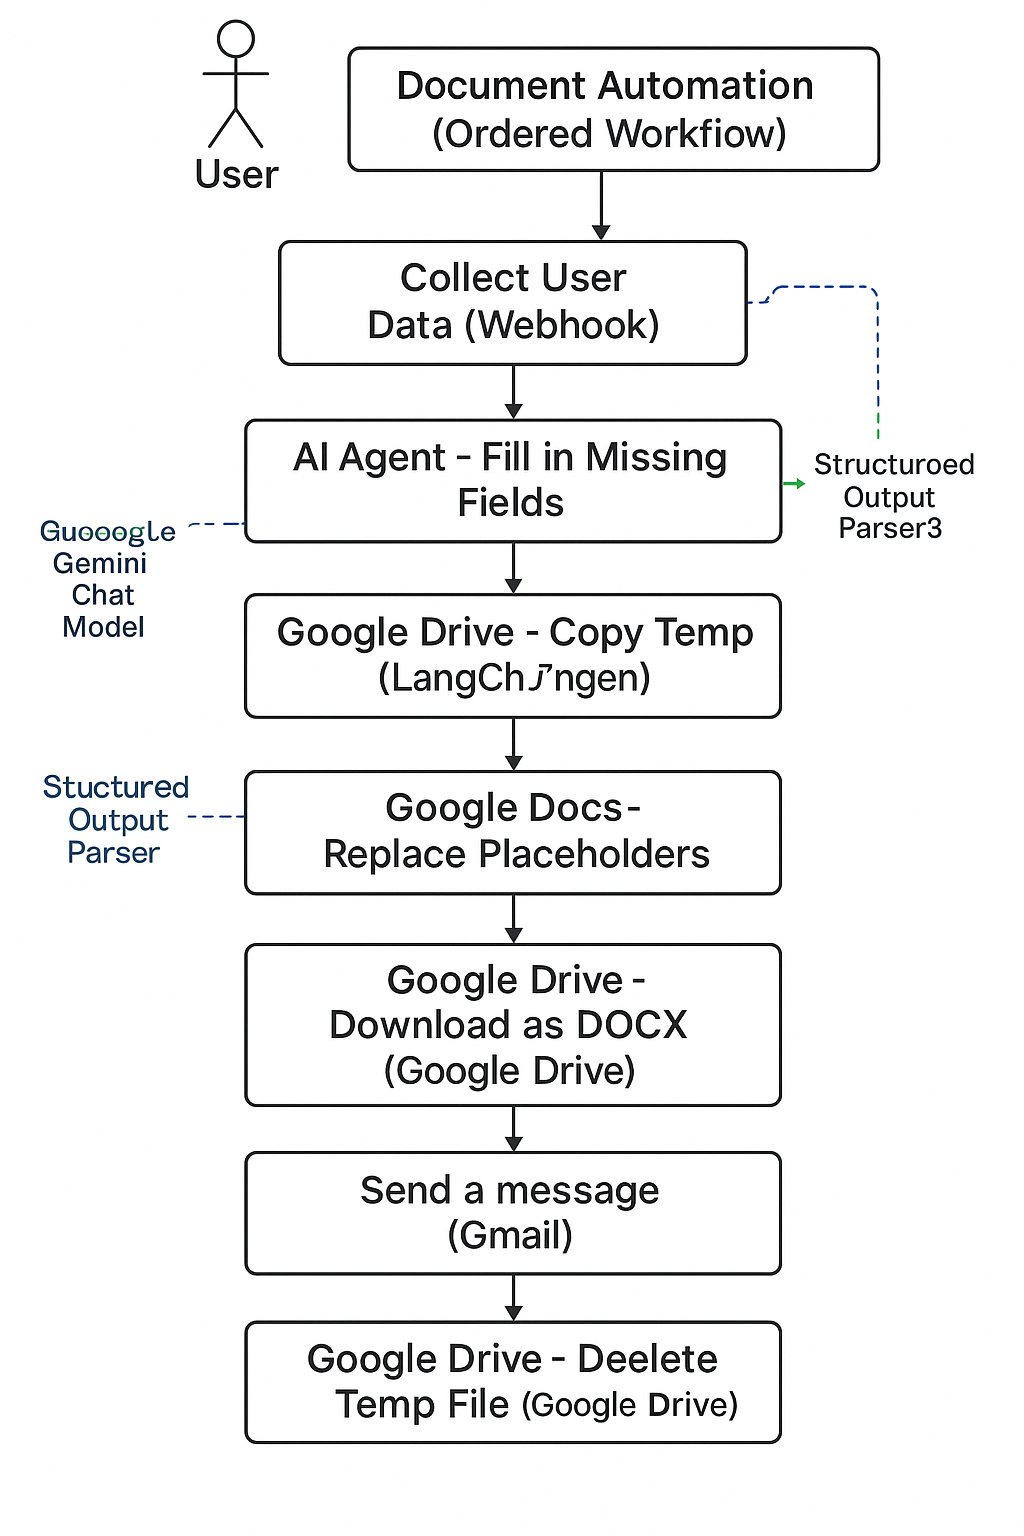 User
Document Automation
(Ordered Workfiow)
Collect User
Data (Webhook)
AI Agent - Fill in Missing
Fields
Structuroed
Output
Parser3
Guooogle
Gemini
Chat
Model
Google Drive - Copy Temp
Stuctured
Output
Parser
Google Docs-
Replace Placeholders
Google Drive -
Download as DOCX
(Google Drive)
Send a message
(Gmail)
Google Drive - Deelete
Temp File (Google Drive)